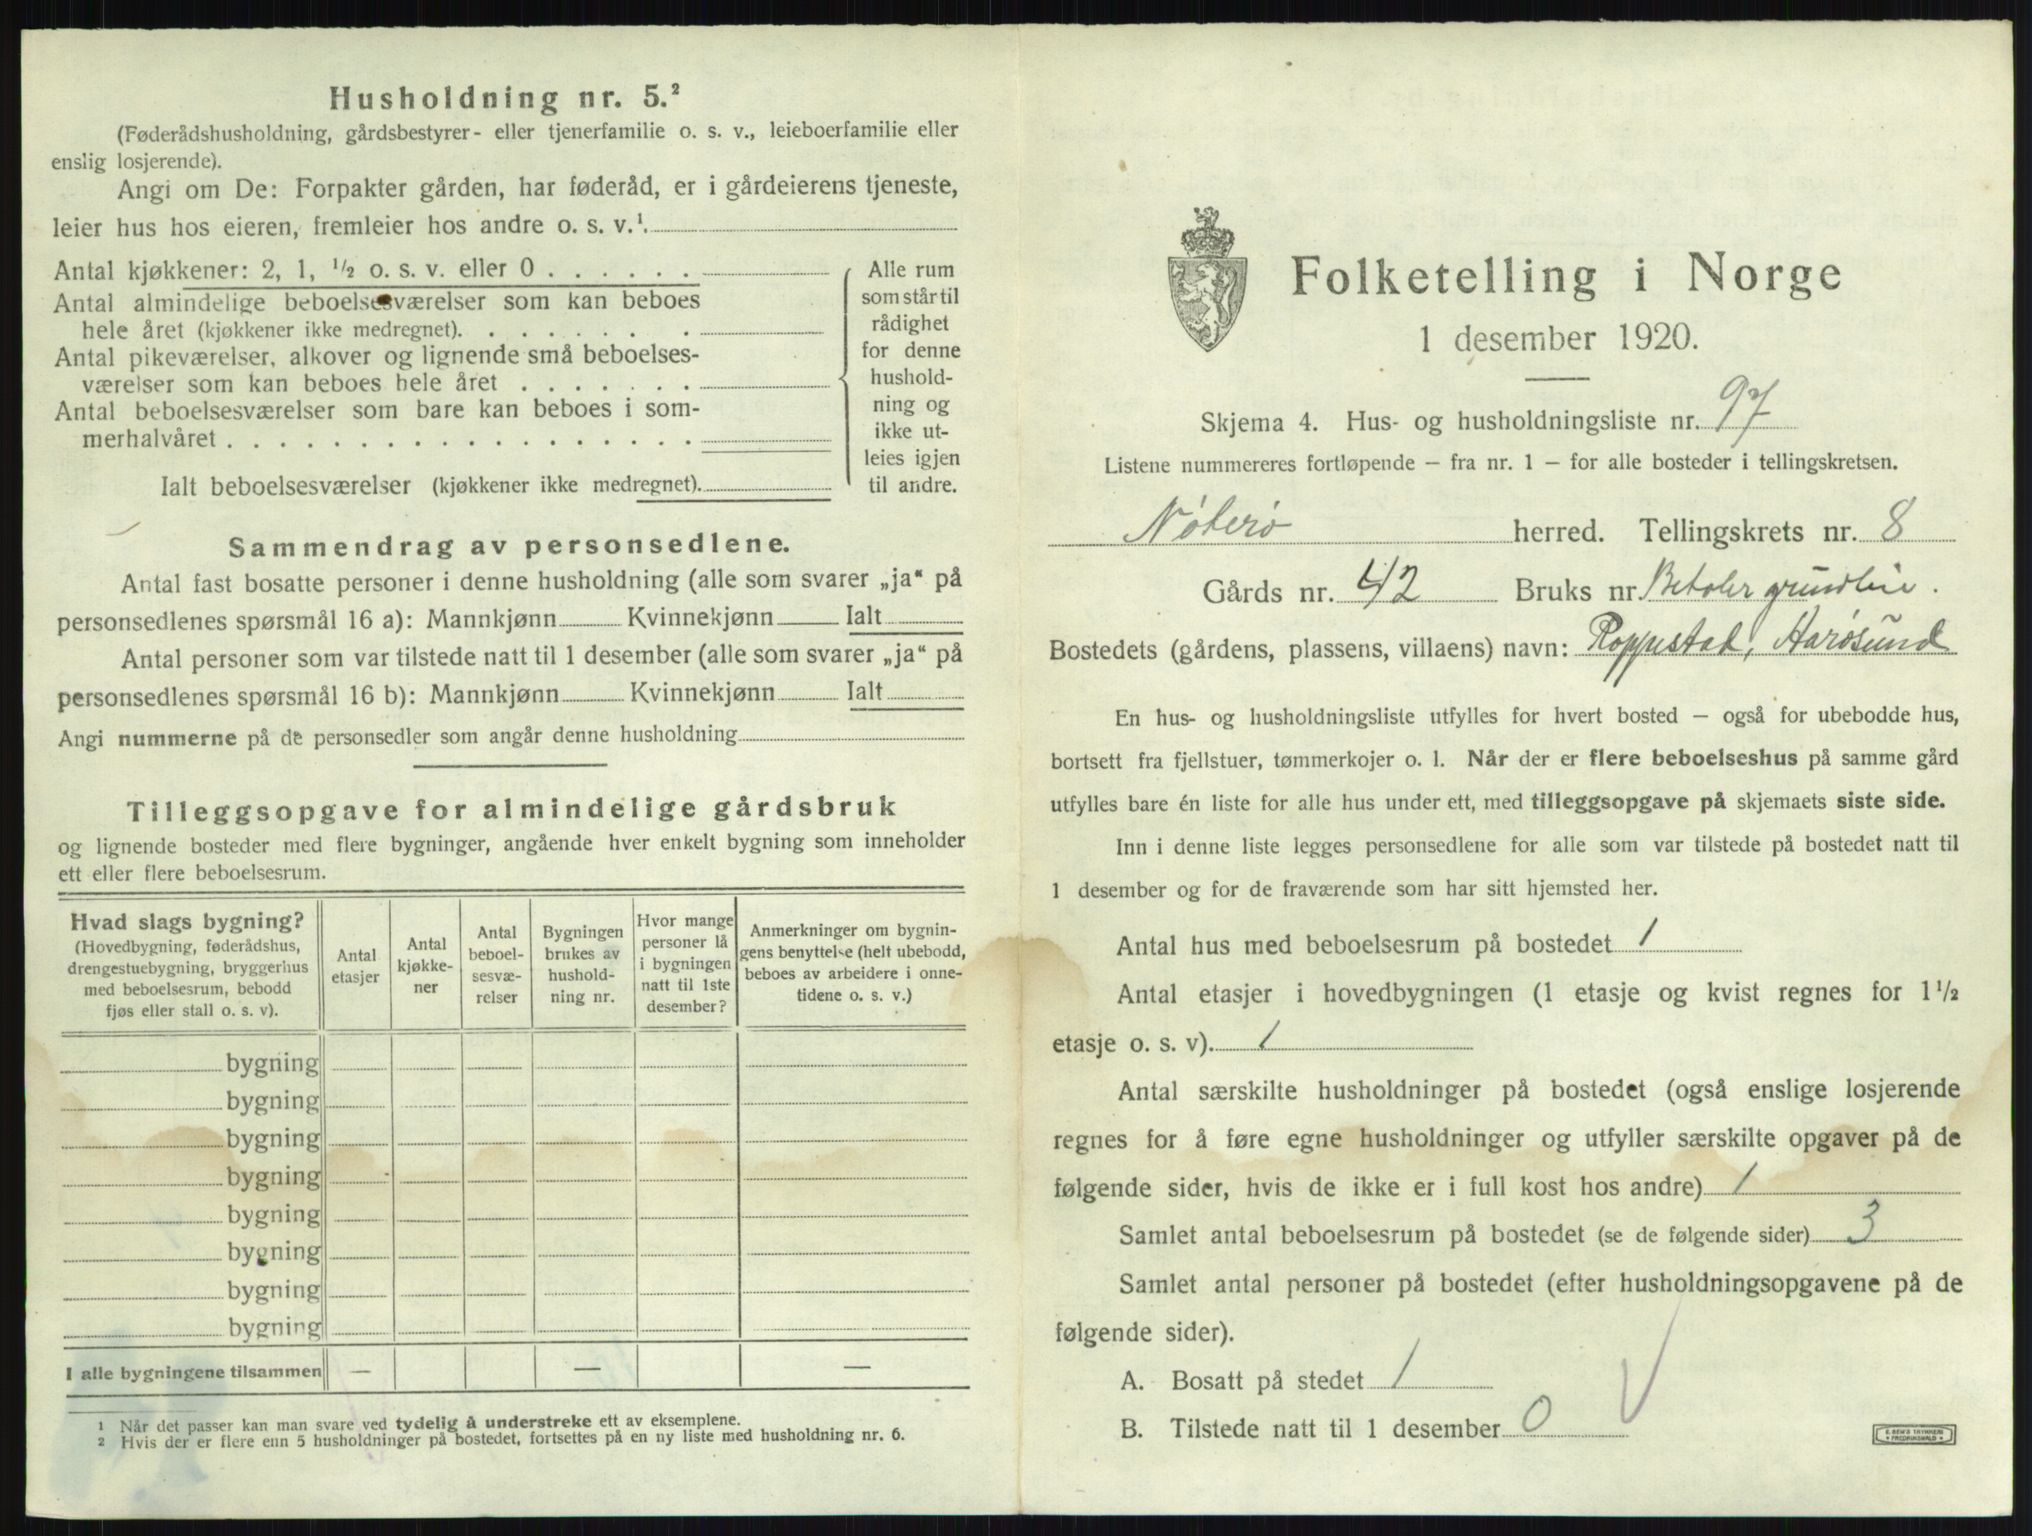 Husholdning nr. 5.²
(Føderådshusholdning, gårdsbestyrer- eller tjenerfamilie o. s. v., leieboerfamilie eller
enslig losjerende).
Angi om De: Forpakter gården, har føderåd, er i gårdeierens tjeneste,
leier hus hos eieren, fremleier hos andre o. s. v.¹.
Antal kjøkkener: 2, 1, ½ o. s. v. eller 0 . . . . . .
Antal almindelige beboelsesværelser som kan beboes
hele året (kjøkkener ikke medregnet). . . . . . . .
Antal pikeværelser, alkover og lignende små beboelses-
værelser som kan beboes hele året . . . . . . .
Antal beboelsesværelser som bare kan beboes i som-
merhalvåret . . . . . . . . . . . . . . . . . .
Ialt beboelsesværelser (kjøkkener ikke medregnet).
Alle rum
som står til
rådighet
for denne
hushold-
ning og
ikke ut-
leies igjen
til andre.
Sammendrag av personsedlene.
Antal fast bosatte personer i denne husholdning (alle som svarer „ja“ på
personsedlenes spørsmål 16 a): Mannkjønn Kvinnekjønn Ialt
Antal personer som var tilstede natt til 1 desember (alle som svarer „ja“ på
personsedlenes spørsmål 16 b): Mannkjønn Kvinnekjønn Ialt
Angi nummerne på de personsedler som angår denne husholdning
Tilleggsopgave for almindelige gårdsbruk
og lignende bosteder med flere bygninger, angående hver enkelt bygning som inneholder
ett eller flere beboelsesrum.
Hvad slags bygning?
(Hovedbygning, føderådshus,
drengestuebygning, bryggerhus
med beboelsesrum, bebodd
fjøs eller stall o. s. v).
Antal
etasjer
Antal
kjøkke-
ner
Antal
beboel-
sesvæ-
relser
Bygningen
brukes av
hushold-
ning nr.
Hvor mange
personer lå
i bygningen
natt til 1ste
desember?
Anmerkninger om bygnin-
gens benyttelse (helt ubebodd,
beboes av arbeidere i onne-
tidene o. s. v.)
bygning
bygning
bygning
bygning
bygning
bygning
bygning
bygning
I alle bygningene tilsammen — — —
¹ Når det passer kan man svare ved tydelig å understreke ett av eksemplene.
² Hvis der er flere enn 5 husholdninger på bostedet, fortsettes på en ny liste med husholdning nr. 6.
Folketelling i Norge
1 desember 1920.
Skjema 4. Hus- og husholdningsliste nr. 97
Listene nummereres fortløpende — fra nr. 1 — for alle bosteder i tellingskretsen.
Nøterø herred. Tellingskrets nr. 8
Gårds nr. 42 Bruks nr. Betaler grundleie.
Bostedets (gårdens, plassens, villaens) navn: Roppestad, Harøsund
En hus- og husholdningsliste utfylles for hvert bosted — også for ubebodde hus,
bortsett fra fjellstuer, tømmerkojer o. l. Når der er flere beboelseshus på samme gård
utfylles bare én liste for alle hus under ett, med tilleggsopgave på skjemaets siste side.
Inn i denne liste legges personsedlene for alle som var tilstede på bostedet natt til
1 desember og for de fraværende som har sitt hjemsted her.
Antal hus med beboelsesrum på bostedet 1
Antal etasjer i hovedbygningen (1 etasje og kvist regnes for 1½
etasje o. s. v). 1
Antal særskilte husholdninger på bostedet (også enslige losjerende
regnes for å føre egne husholdninger og utfyller særskilte opgaver på de
følgende sider, hvis de ikke er i full kost hos andre) 1
Samlet antal beboelsesrum på bostedet (se de følgende sider) 3
Samlet antal personer på bostedet (efter husholdningsopgavene på de
følgende sider).
A. Bosatt på stedet 1
B. Tilstede natt til 1 desember 0
E. SEM'S TRYKKERI
FREDRIKSHALD